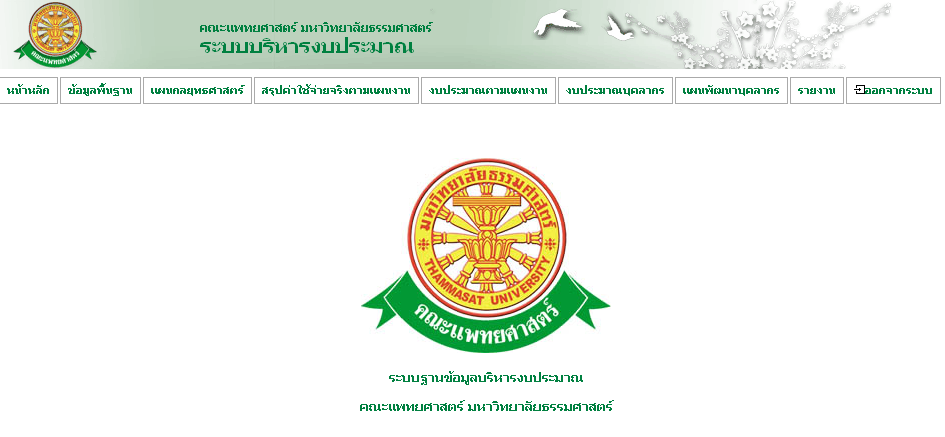 คณะแพทยศาสตร์
คณะแพทยศาสตร์ มหาวิทยาลัยธรรมศาสตร์
ระบบบริหารงบประมาณ
หน้าหลัก ข้อมูลพื้นฐาน แผนกลยุทธศาสตร์ สรุปค่าใช้จ่ายจริงตามแผนงาน งบประมาณตามแผนงาน งบประมาณบุคลากร แผนพัฒนาบุคลากร รายงาน ออกจากระบบ
มหาวิทยาลัยธรรมศาสตร์
THAMMASAT UNIVERSITY
คณะแพทยศาสตร์
ระบบฐานข้อมูลบริหารงบประมาณ
คณะแพทยศาสตร์ มหาวิทยาลัยธรรมศาสตร์